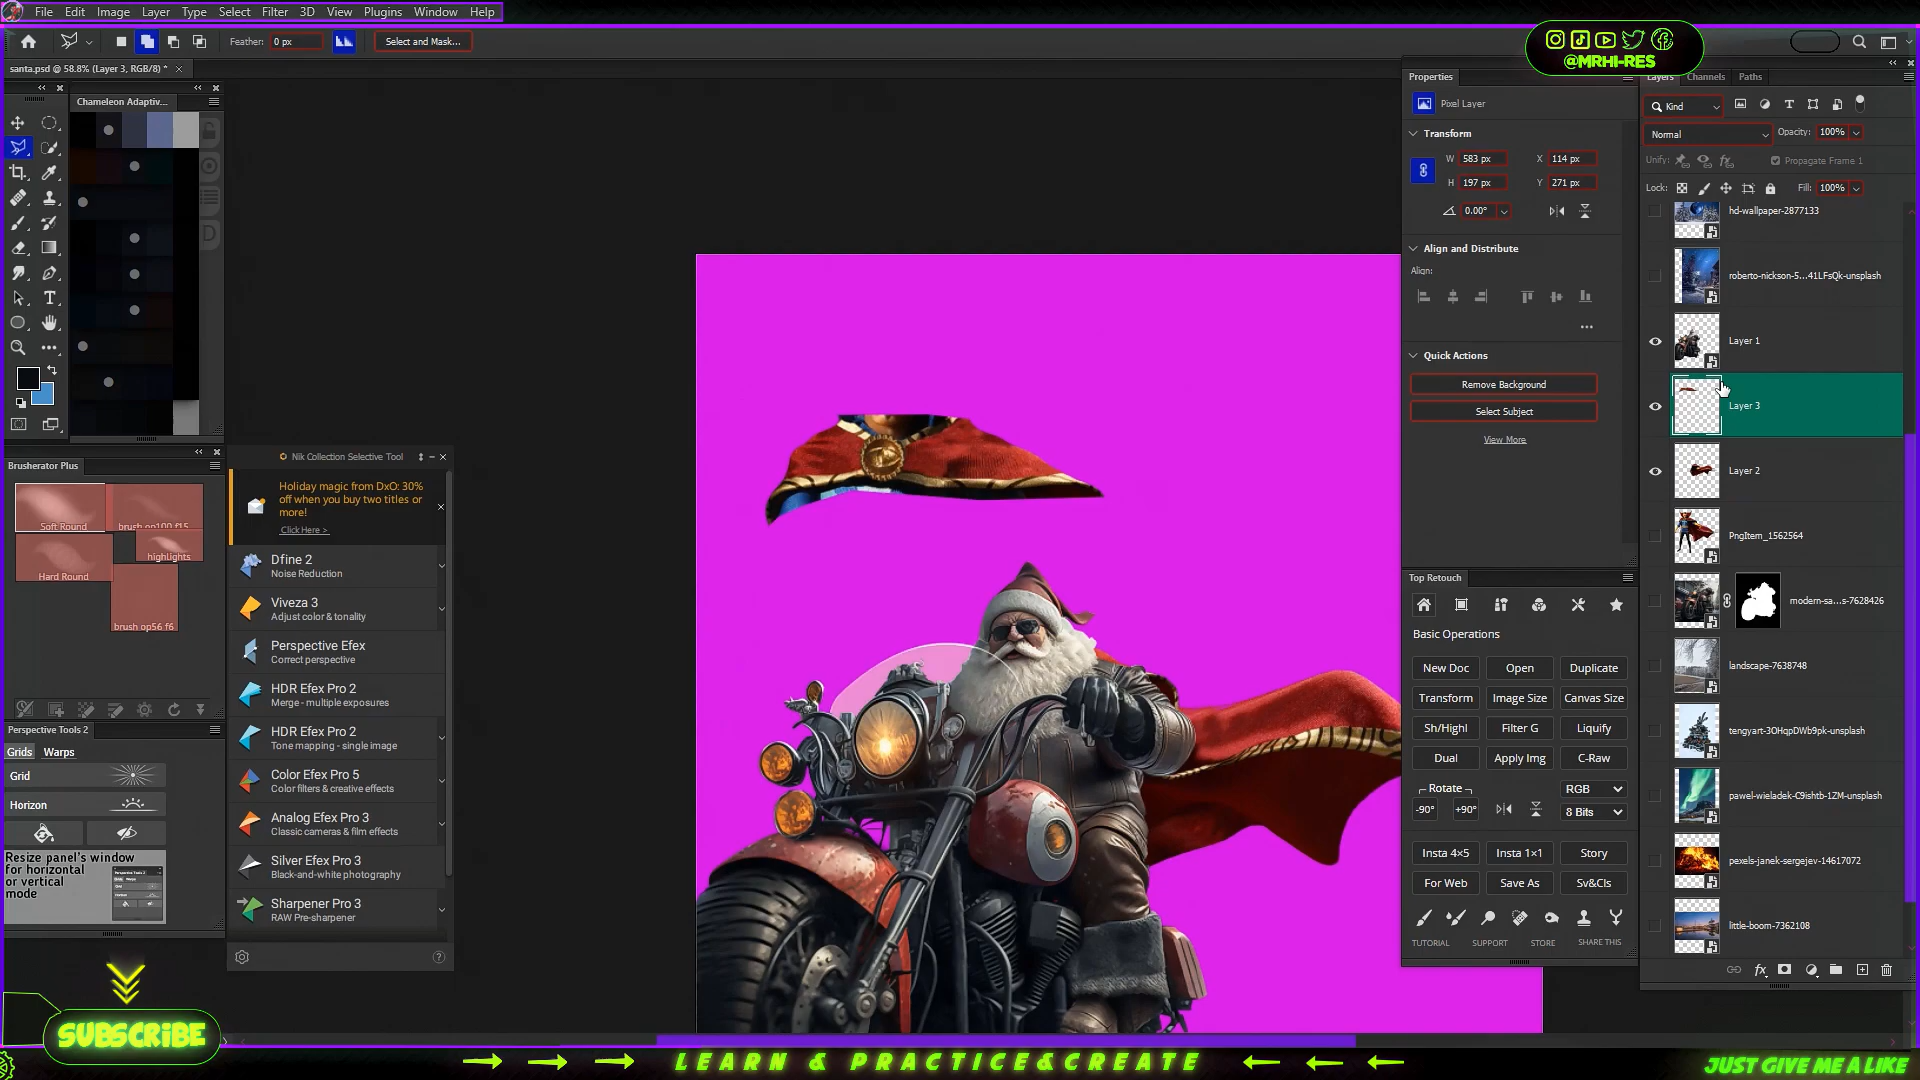 File Edit Image Layer Type Select Filter 3D View Plugins Window Help
Feather: 0 px Select and Mask...
@MRHI-RES
santa.psd @ 58.8% (Layer 3, RGB/8) *
Chameleon Adaptiv...
Brusherator Plus
Soft Round
brush op100 f15
highlights
Hard Round
brush op56 f6
Perspective Tools 2
Grids Warps
Grid
Horizon
Resize panel's window
for horizontal
or vertical
mode
SUBSCRIBE
Nik Collection Selective Tool
Holiday magic from DxO: 30%
off when you buy two titles or
more!
Click Here >
Dfine 2
Noise Reduction
Viveza 3
Adjust color & tonality
Perspective Efex
Correct perspective
HDR Efex Pro 2
Merge - multiple exposures
HDR Efex Pro 2
Tone mapping - single image
Color Efex Pro 5
Color filters & creative effects
Analog Efex Pro 3
Classic cameras & film effects
Silver Efex Pro 3
Black-and-white photography
Sharpener Pro 3
RAW Pre-sharpener
Properties
Pixel Layer
Transform
W 583 px X 114 px
H 197 px Y 271 px
0.00°
Align and Distribute
Align:
Quick Actions
Remove Background
Select Subject
View More
Top Retouch
Basic Operations
New Doc Open Duplicate
Transform Image Size Canvas Size
Sh/Highl Filter G Liquify
Dual Apply Img C-Raw
Rotate RGB
-90° +90° 8 Bits
Insta 4×5 Insta 1×1 Story
For Web Save As Sv&Cls
TUTORIAL SUPPORT STORE SHARE THIS
Layers Channels Paths
Kind
Normal Opacity: 100%
Unify: Propagate Frame 1
Lock: Fill: 100%
hd-wallpaper-2877133
roberto-nickson-5...41LFsQk-unsplash
Layer 1
Layer 3
Layer 2
PngItem_1562564
modern-sa...s-7628426
landscape-7638748
tengyart-3OHqpDWb9pk-unsplash
pawel-wieladek-C9ishtb-1ZM-unsplash
pexels-janek-sergejev-14617072
little-boom-7362108
LEARN & PRACTICE&CREATE
JUST GIVE ME A LIKE